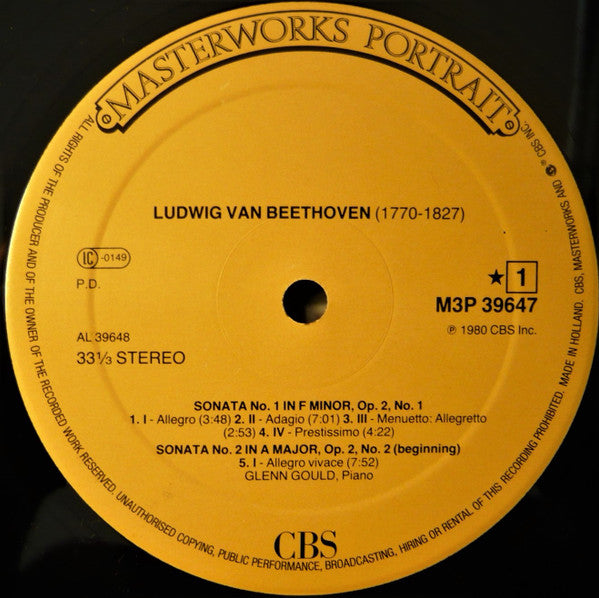 MASTERWORKS PORTRAIT
LUDWIG VAN BEETHOVEN (1770-1827)
LC -0149
P.D.
★ 1
M3P 39647
℗ 1980 CBS Inc.
AL 39648
33⅓ STEREO
SONATA No. 1 IN F MINOR, Op. 2, No. 1
1. I - Allegro (3:48) 2. II - Adagio (7:01) 3. III - Menuetto: Allegretto
(2:53) 4. IV - Prestissimo (4:22)
SONATA No. 2 IN A MAJOR, Op. 2, No. 2 (beginning)
5. I - Allegro vivace (7:52)
GLENN GOULD, Piano
CBS
ALL RIGHTS OF THE PRODUCER AND OF THE OWNER OF THE RECORDED WORK RESERVED. UNAUTHORISED COPYING, PUBLIC PERFORMANCE, BROADCASTING, HIRING OR RENTAL OF THIS RECORDING PROHIBITED. MADE IN HOLLAND. CBS, MASTERWORKS AND ARE ® CBS INC.